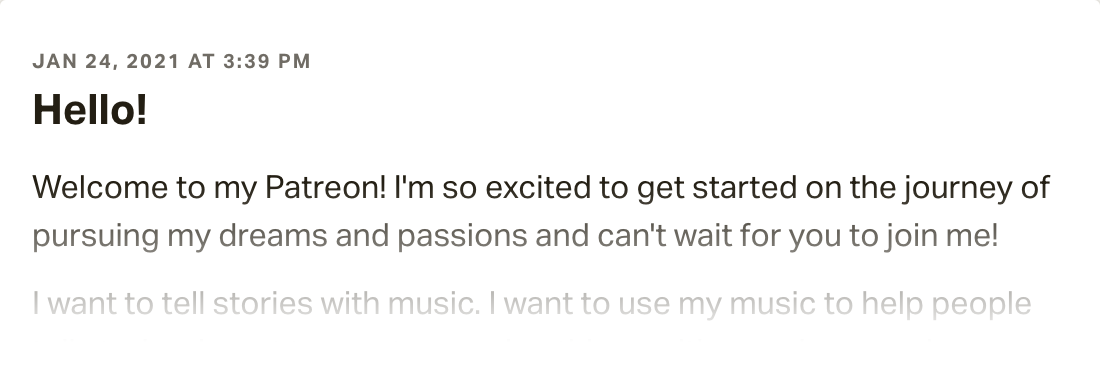 JAN 24, 2021 AT 3:39 PM
Hello!
Welcome to my Patreon! I'm so excited to get started on the journey of
pursuing my dreams and passions and can't wait for you to join me!
I want to tell stories with music. I want to use my music to help people